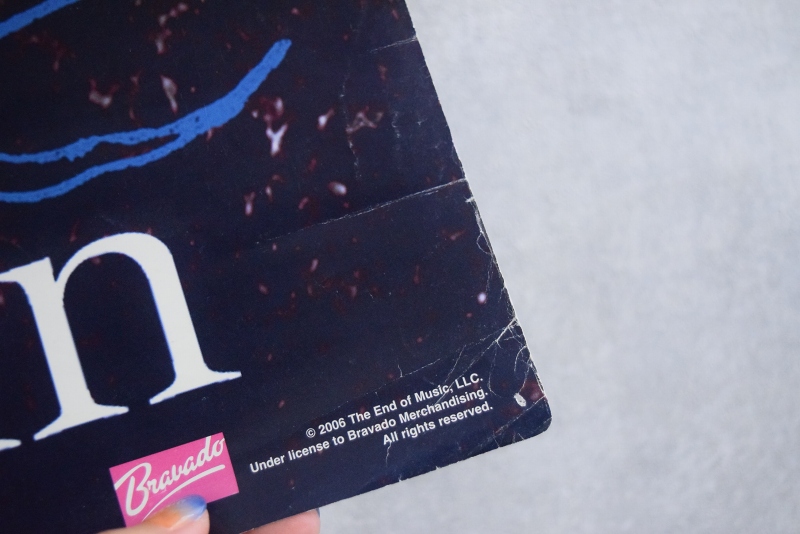 n
© 2006 The End of Music, LLC.
Under license to Bravado Merchandising.
All rights reserved.
Bravado